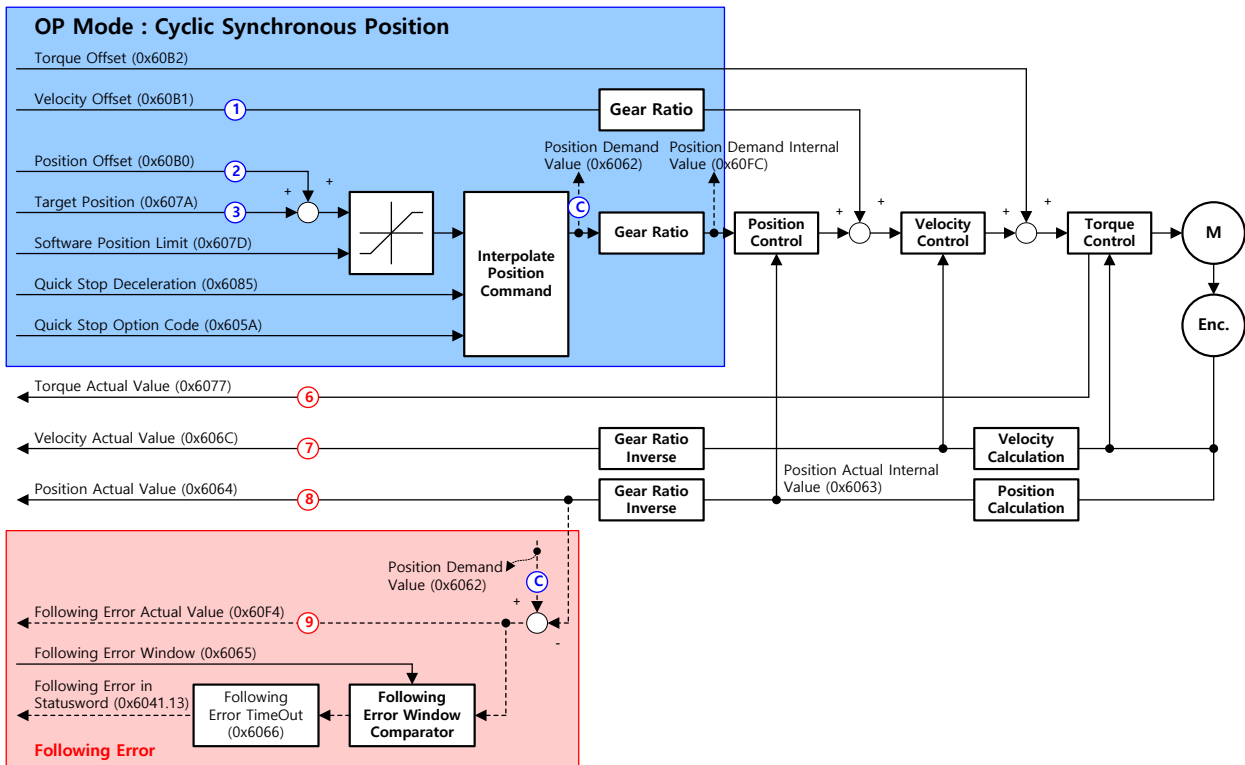 OP Mode : Cyclic Synchronous Position
Torque Offset (0x60B2)
Velocity Offset (0x60B1)
1
Gear Ratio
Position Offset (0x60B0)
2
+
+
Target Position (0x607A)
3
+
Software Position Limit (0x607D)
Quick Stop Deceleration (0x6085)
Quick Stop Option Code (0x605A)
Interpolate
Position
Command
Position Demand
Value (0x6062)
C
Gear Ratio
Position Demand Internal
Value (0x60FC)
Position
Control
+
+
Velocity
Control
+
+
Torque
Control
M
Enc.
Torque Actual Value (0x6077)
6
Velocity Actual Value (0x606C)
7
Gear Ratio
Inverse
Velocity
Calculation
Position Actual Value (0x6064)
8
Gear Ratio
Inverse
Position Actual Internal
Value (0x6063)
Position
Calculation
Position Demand
Value (0x6062)
C
+
-
Following Error Actual Value (0x60F4)
9
Following Error Window (0x6065)
Following Error in
Statusword (0x6041.13)
Following
Error TimeOut
(0x6066)
Following
Error Window
Comparator
Following Error